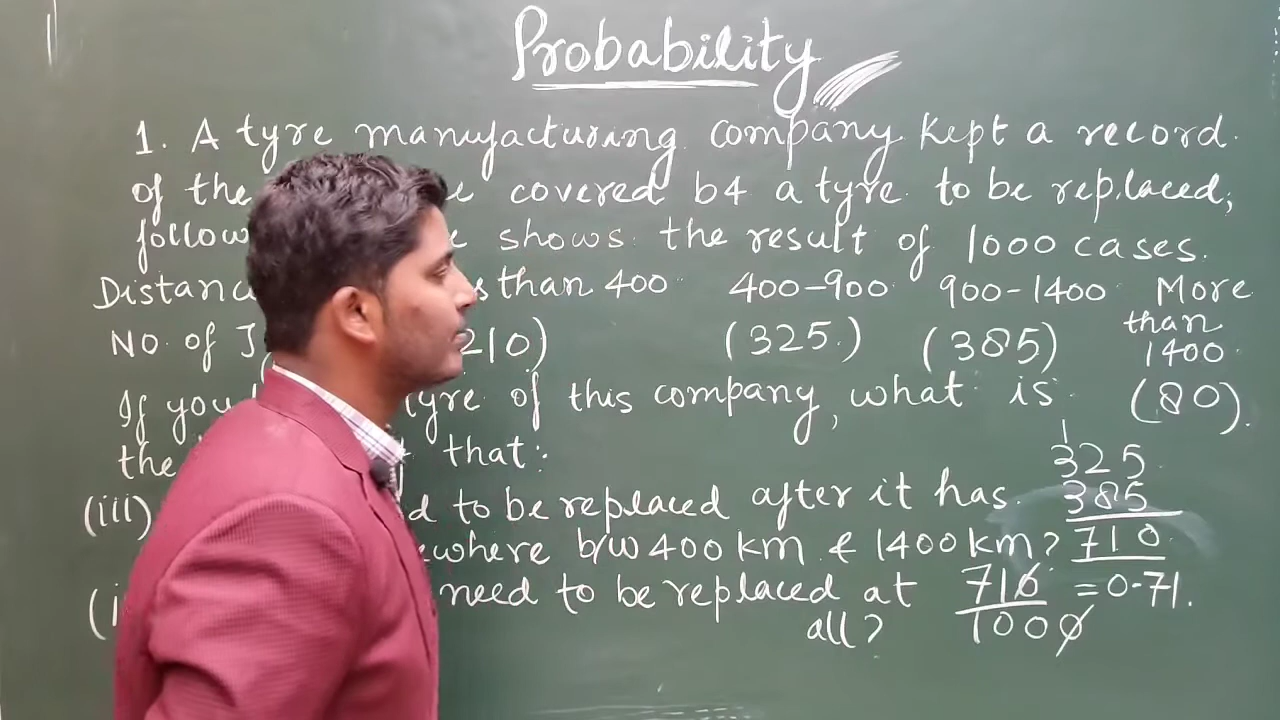 Probability
1. A tyre manufacturing company kept a record
of the covered b4 a tyre to be replaced,
follow shows the result of 1000 cases.
Distanc than 400 400-900 900-1400 More than 1400
NO. of 210) (325.) (385) (80).
If you tyre of this company, what is
the that:
(iii) d to be replaced after it has
ewhere b/w 400 km & 1400 km?
need to be replaced at
all?
1
325
385
710
710/1000 = 0.71.